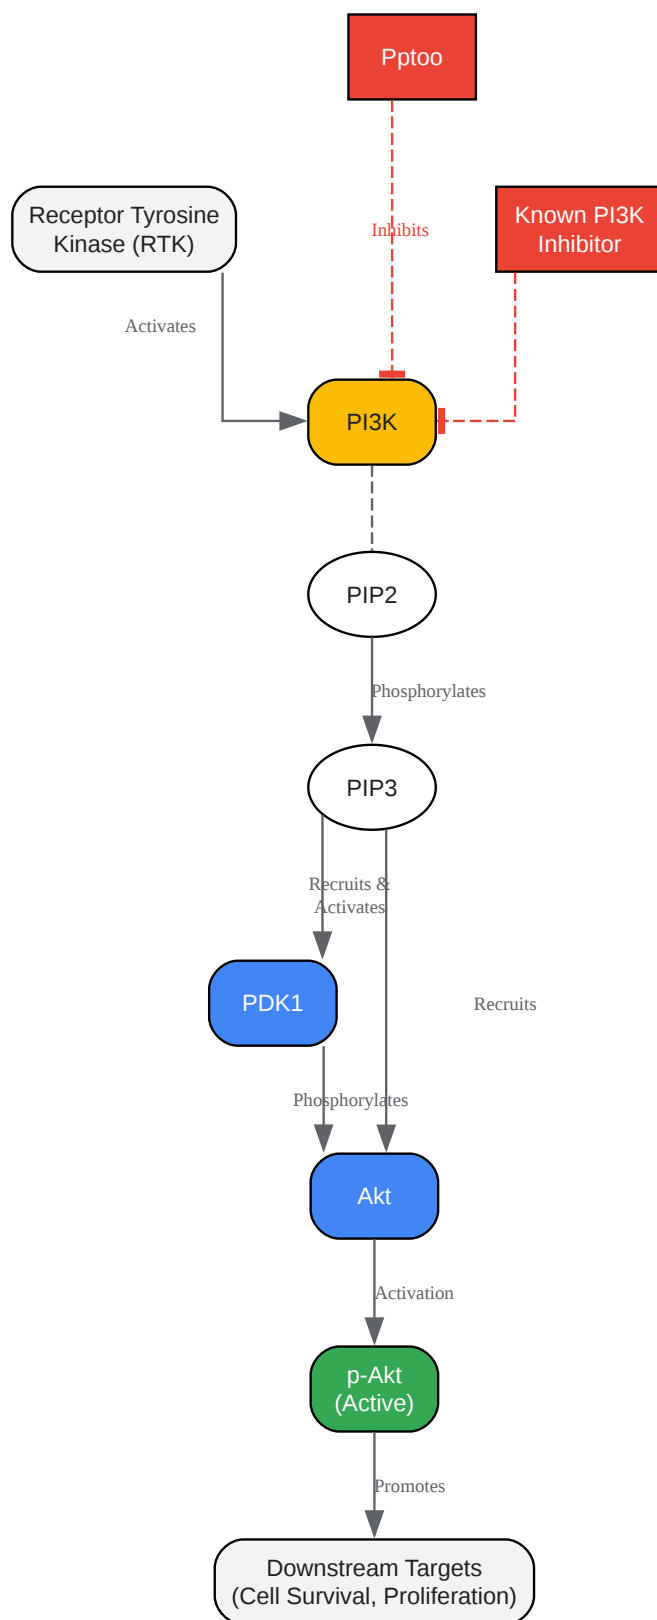 Pptoo
Receptor Tyrosine
Kinase (RTK)
Known PI3K
Inhibitor
Inhibits
Activates
PI3K
PIP2
Phosphorylates
PIP3
Recruits &
Activates
PDK1
Recruits
Phosphorylates
Akt
Activation
p-Akt
(Active)
Promotes
Downstream Targets
(Cell Survival, Proliferation)